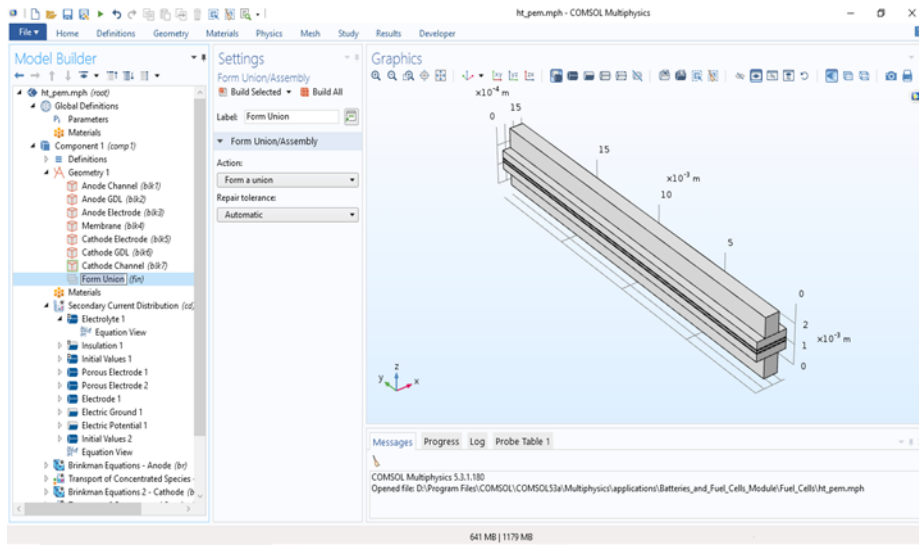 ht_pem.mph - COMSOL Multiphysics
File Home Definitions Geometry Materials Physics Mesh Study Results Developer
Model Builder
ht_pem.mph (root)
Global Definitions
Pi Parameters
Materials
Component 1 (comp1)
Definitions
Geometry 1
Anode Channel (blk1)
Anode GDL (blk2)
Anode Electrode (blk3)
Membrane (blk4)
Cathode Electrode (blk5)
Cathode GDL (blk6)
Cathode Channel (blk7)
Form Union (fin)
Materials
Secondary Current Distribution (cd)
Electrolyte 1
Equation View
Insulation 1
Initial Values 1
Porous Electrode 1
Porous Electrode 2
Electrode 1
Electric Ground 1
Electric Potential 1
Initial Values 2
Equation View
Brinkman Equations - Anode (br)
Transport of Concentrated Species -
Brinkman Equations 2 - Cathode (b
Settings
Form Union/Assembly
Build Selected Build All
Label: Form Union
Form Union/Assembly
Action:
Form a union
Repair tolerance:
Automatic
Graphics
×10⁻⁴ m
0 15
15
×10⁻³ m
10
5
0
2
1 ×10⁻³ m
0
z
y x
Messages Progress Log Probe Table 1
COMSOL Multiphysics 5.3.1.180
Opened file: D:\Program Files\COMSOL\COMSOL53a\Multiphysics\applications\Batteries_and_Fuel_Cells_Module\Fuel_Cells\ht_pem.mph
641 MB | 1179 MB